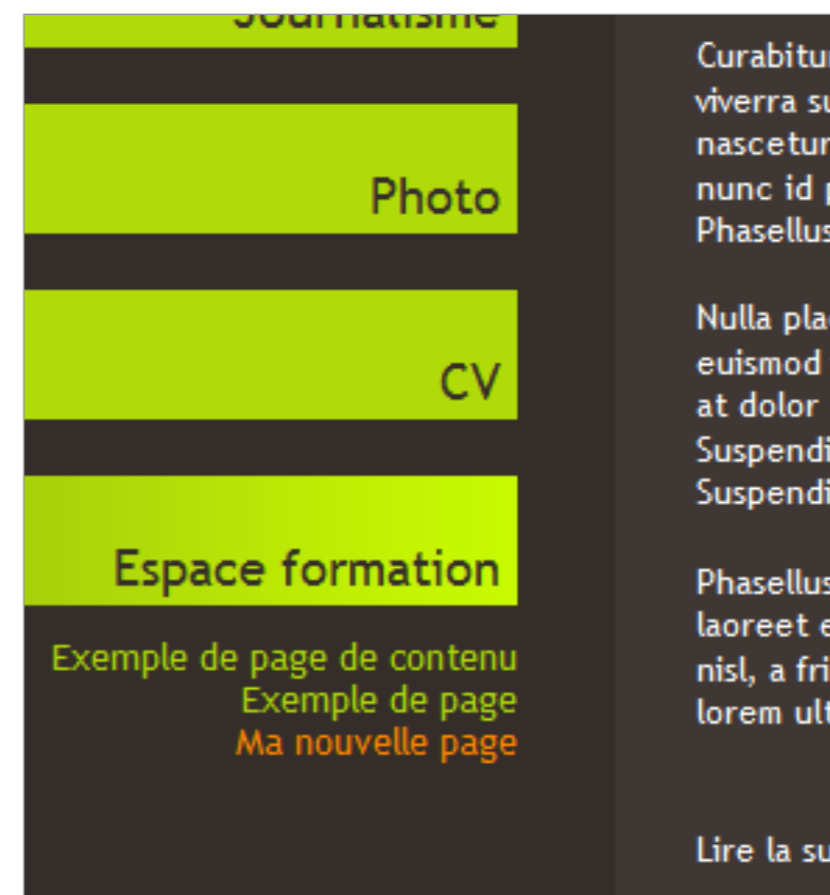 Journalisme
Photo
CV
Espace formation
Exemple de page de contenu
Exemple de page
Ma nouvelle page
Curabitur
viverra su
nascetur
nunc id p
Phasellus
Nulla plac
euismod
at dolor
Suspendi
Suspendi
Phasellus
laoreet e
nisl, a fri
lorem ult
Lire la su